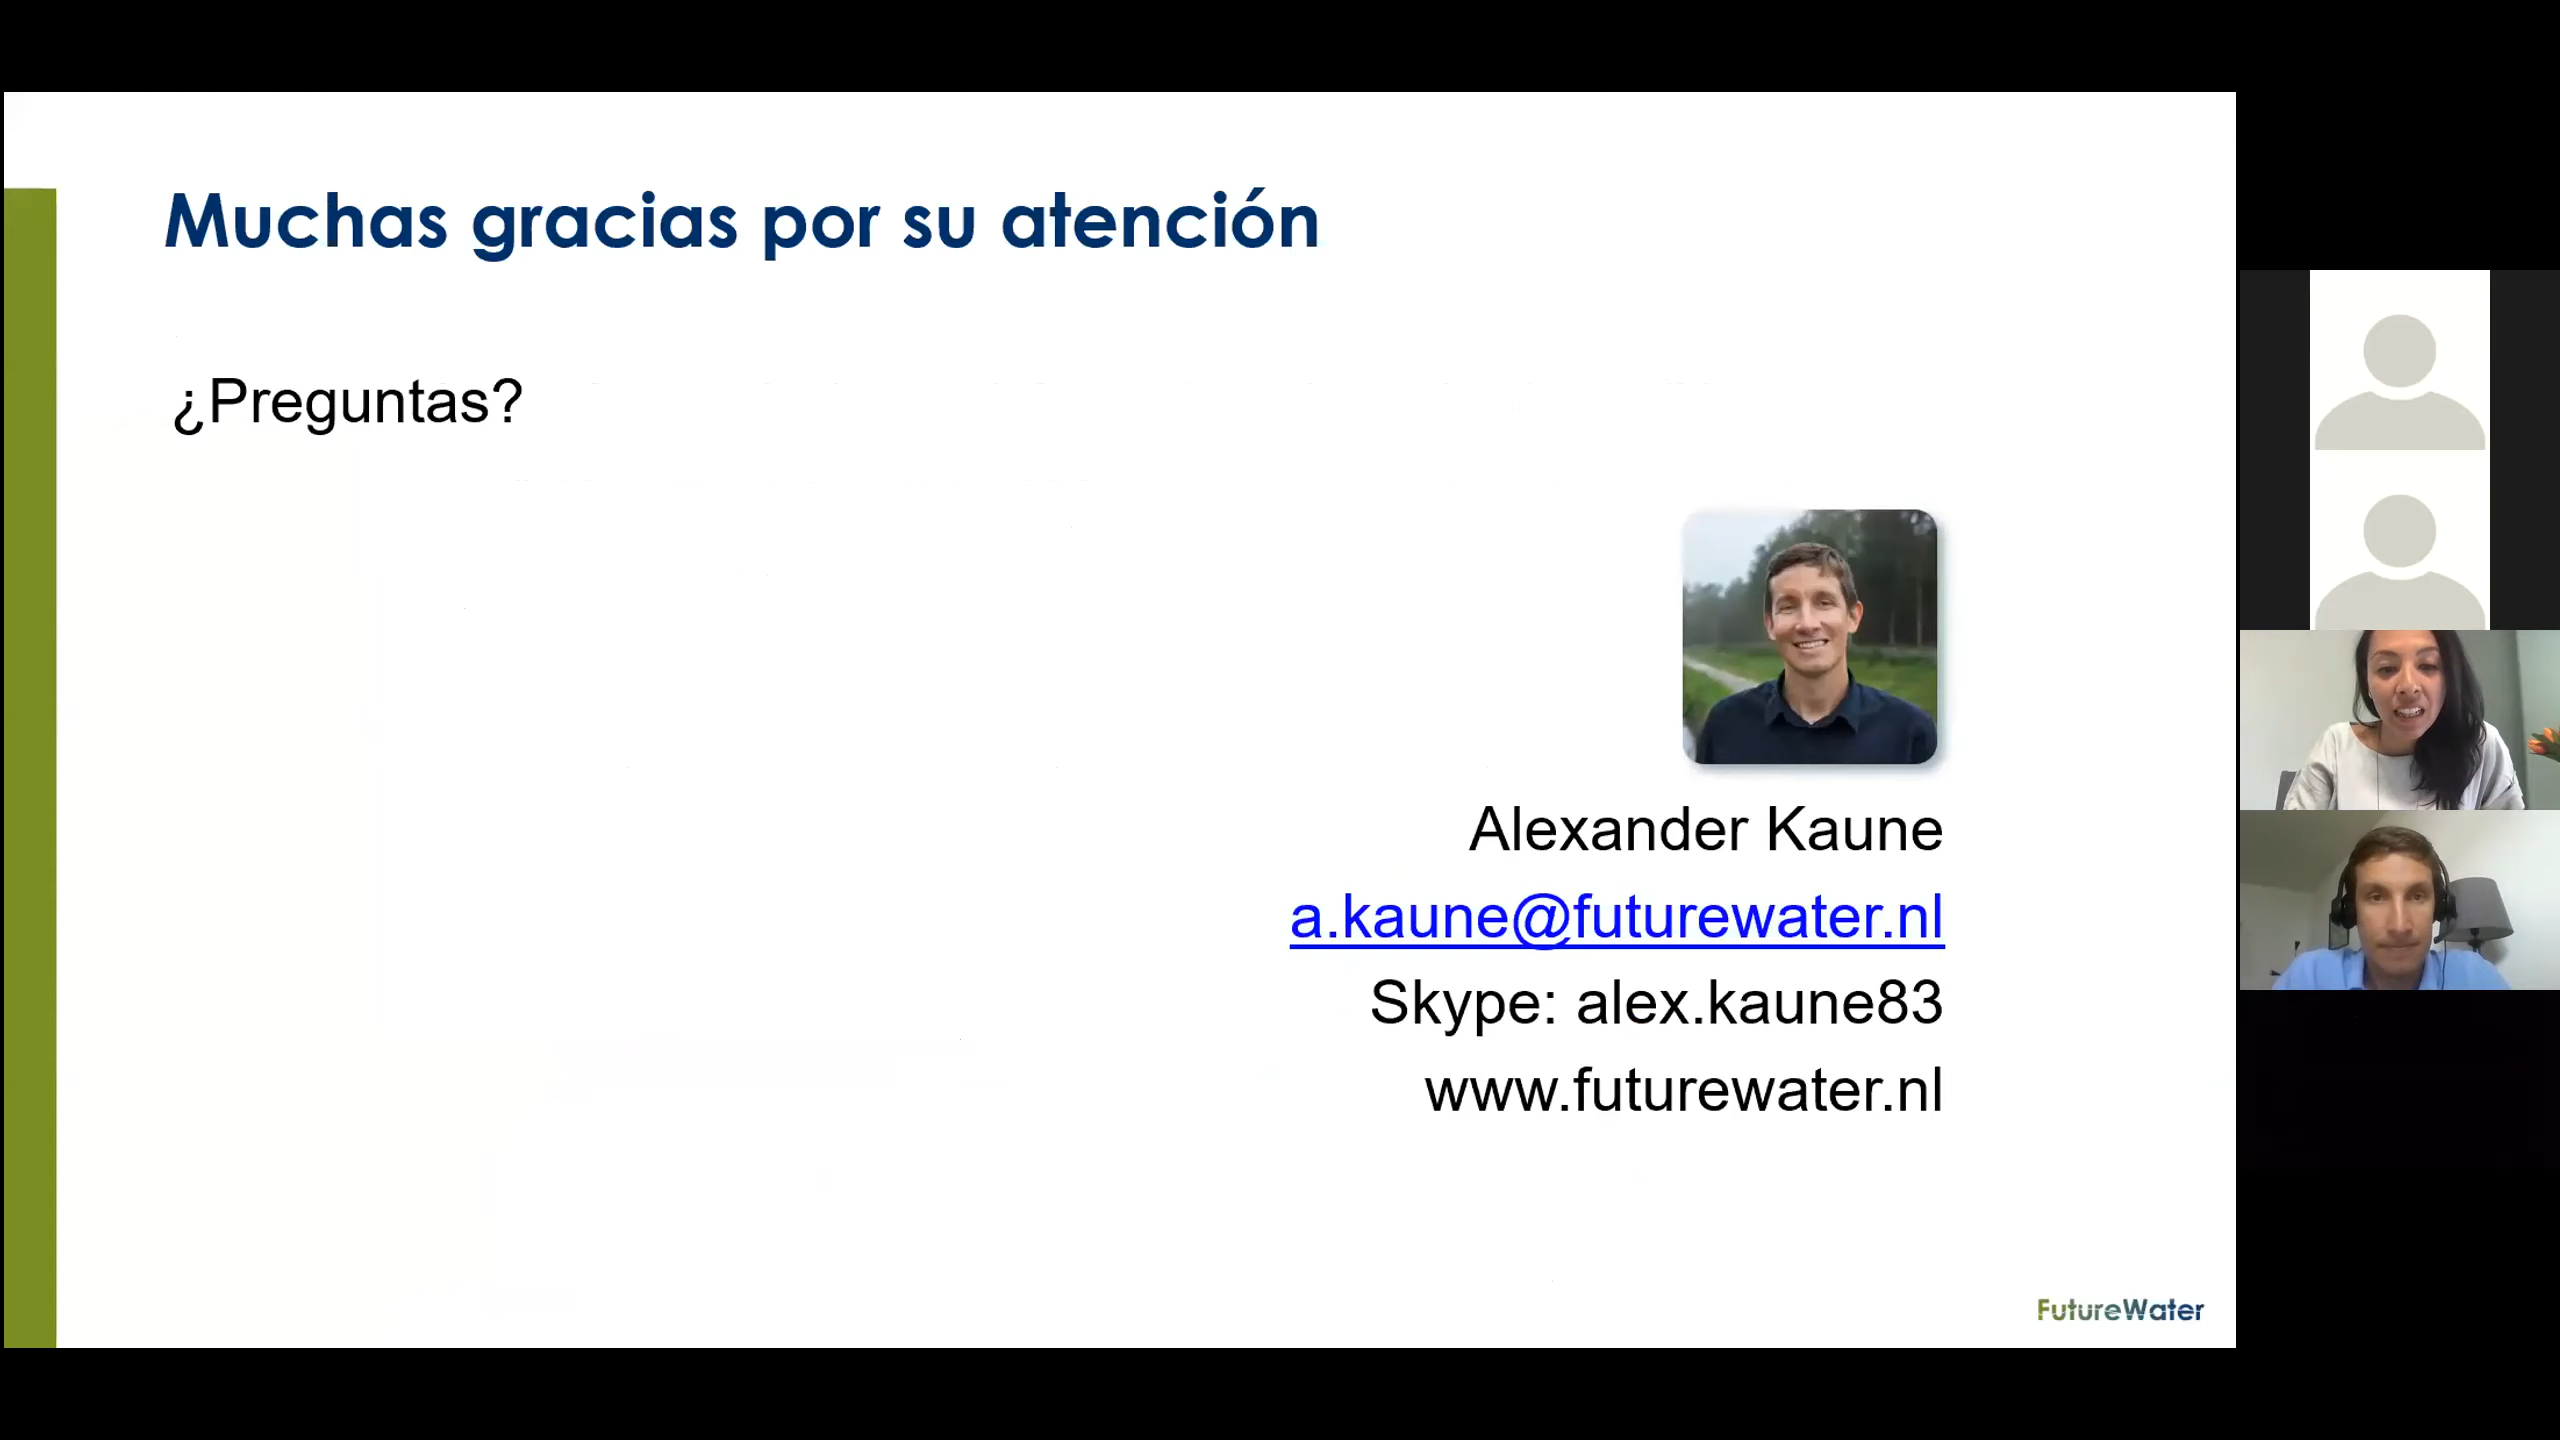 Muchas gracias por su atención
¿Preguntas?
Alexander Kaune
a.kaune@futurewater.nl
Skype: alex.kaune83
www.futurewater.nl
FutureWater